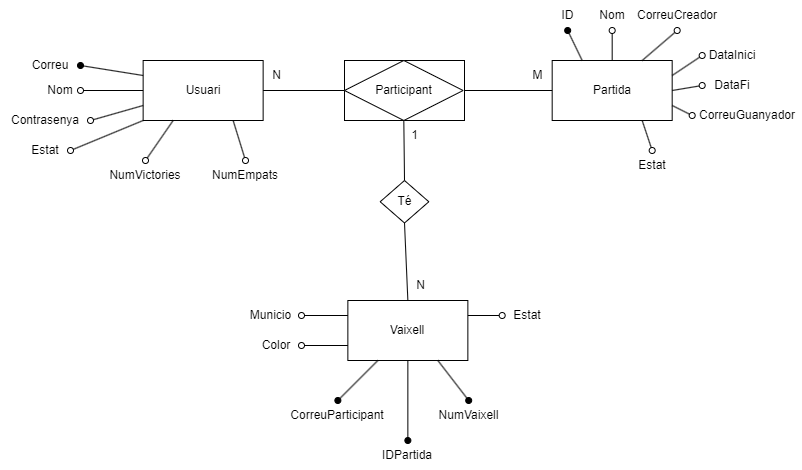 ID
Nom
CorreuCreador
Correu
Nom
Contrasenya
Estat
NumVictories
NumEmpats
Usuari
N
Participant
M
Partida
DataInici
DataFi
CorreuGuanyador
Estat
1
Té
N
Municio
Color
Vaixell
Estat
CorreuParticipant
NumVaixell
IDPartida